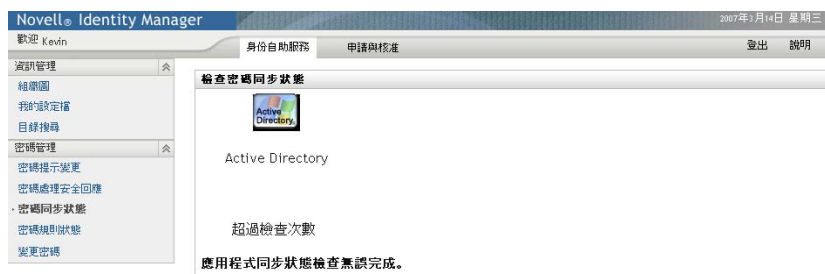 Novell® Identity Manager
2007年3月14日 星期三
歡迎 Kevin
身份自助服務 申請與核准
登出 說明
資訊管理
組織圖
我的設定檔
目錄搜尋
密碼管理
密碼提示變更
密碼處理安全回應
密碼同步狀態
密碼規則狀態
變更密碼
檢查密碼同步狀態
Active Directory
Active Directory
超過檢查次數
應用程式同步狀態檢查無誤完成。